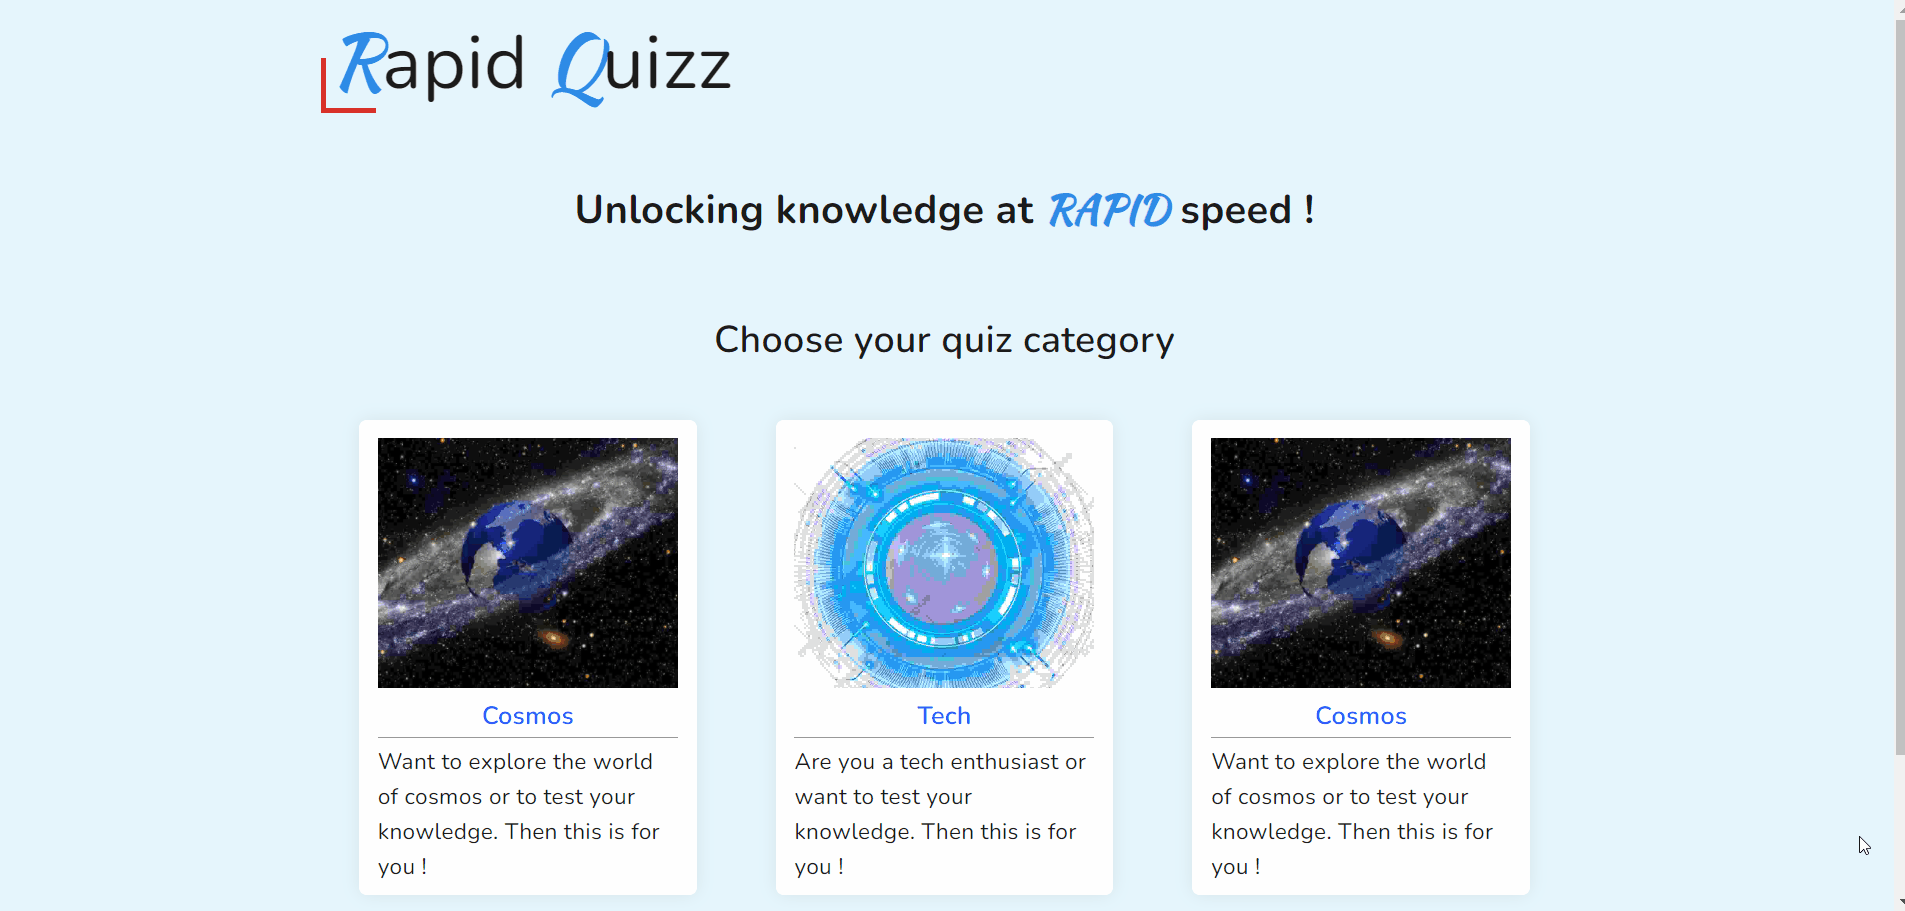 Rapid Quizz
Unlocking knowledge at RAPID speed !
Choose your quiz category
Cosmos
Want to explore the world
of cosmos or to test your
knowledge. Then this is for
you !
Tech
Are you a tech enthusiast or
want to test your
knowledge. Then this is for
you !
Cosmos
Want to explore the world
of cosmos or to test your
knowledge. Then this is for
you !